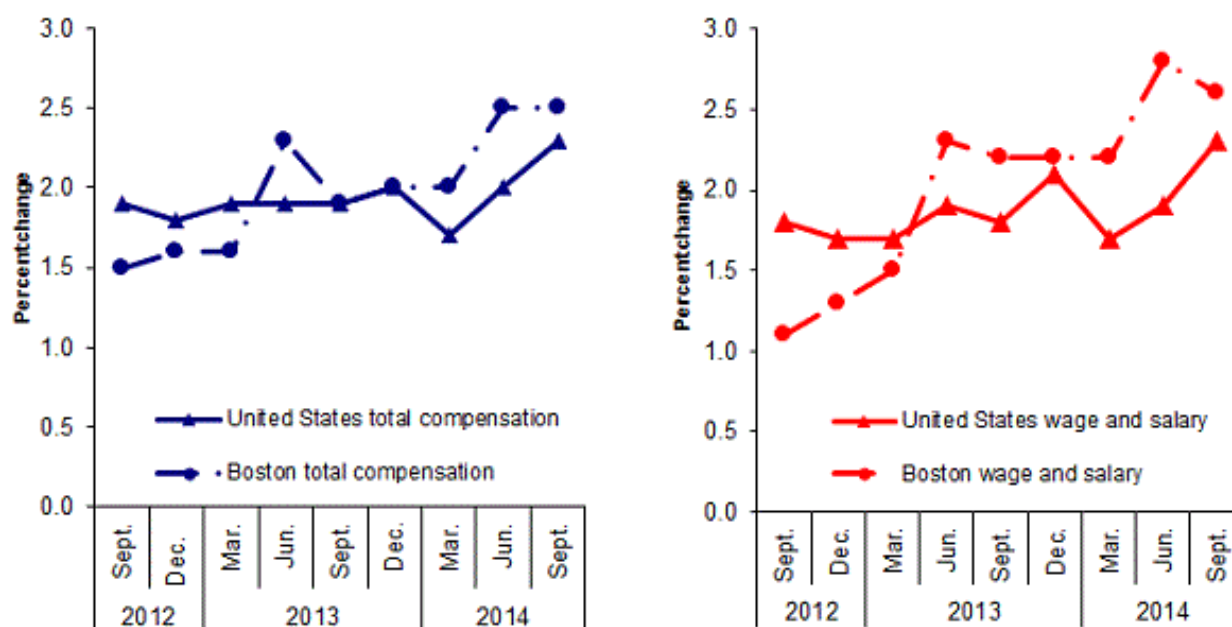 3.0
2.5
2.0
1.5
1.0
0.5
0.0
Percentchange
United States total compensation
Boston total compensation
Sept. Dec. Mar. Jun. Sept. Dec. Mar. Jun. Sept.
2012 2013 2014
3.0
2.5
2.0
1.5
1.0
0.5
0.0
Percentchange
United States wage and salary
Boston wage and salary
Sept. Dec. Mar. Jun. Sept. Dec. Mar. Jun. Sept.
2012 2013 2014